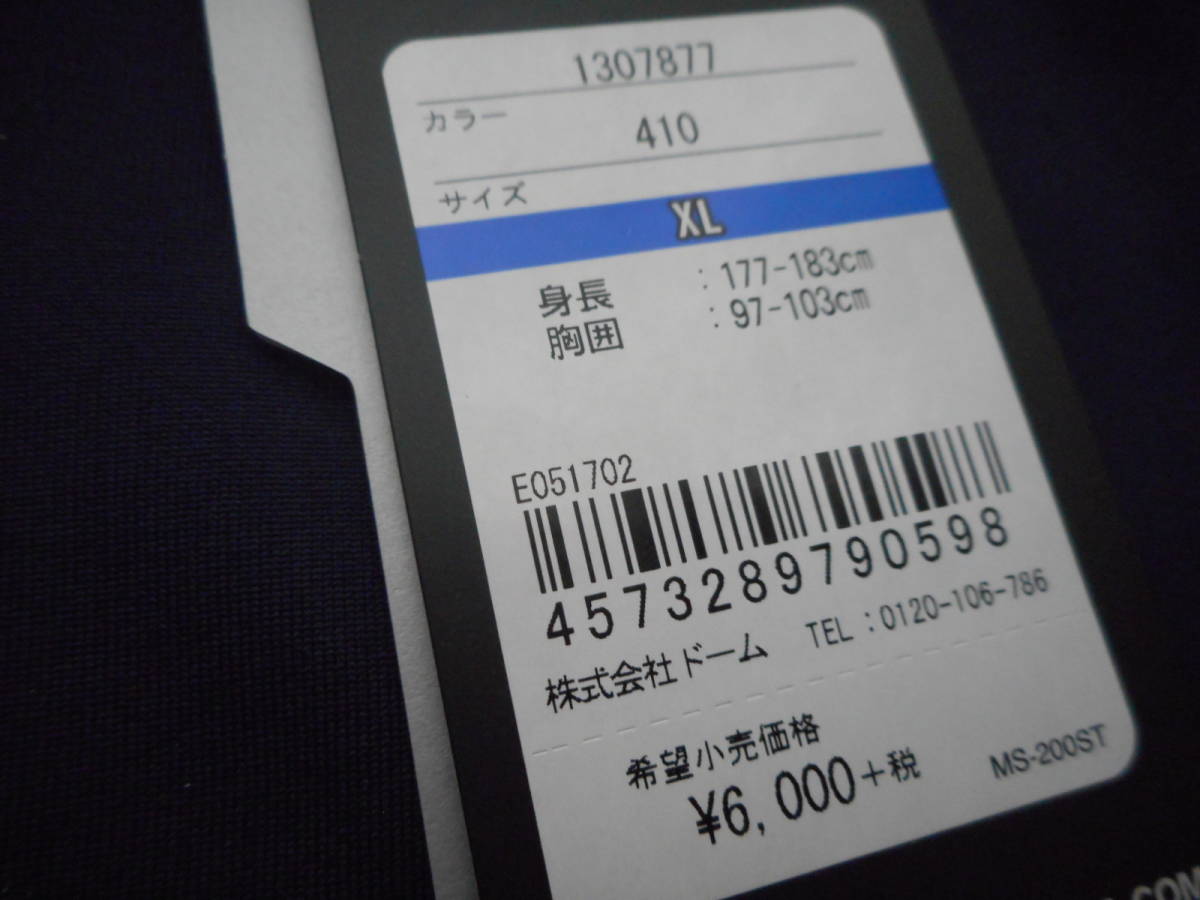 1307877
カラー
410
サイズ
XL
身長 : 177-183cm
胸囲 : 97-103cm
E051702
4573289790598
株式会社ドーム TEL : 0120-106-786
希望小売価格
¥6,000+税
MS-200ST
.COM